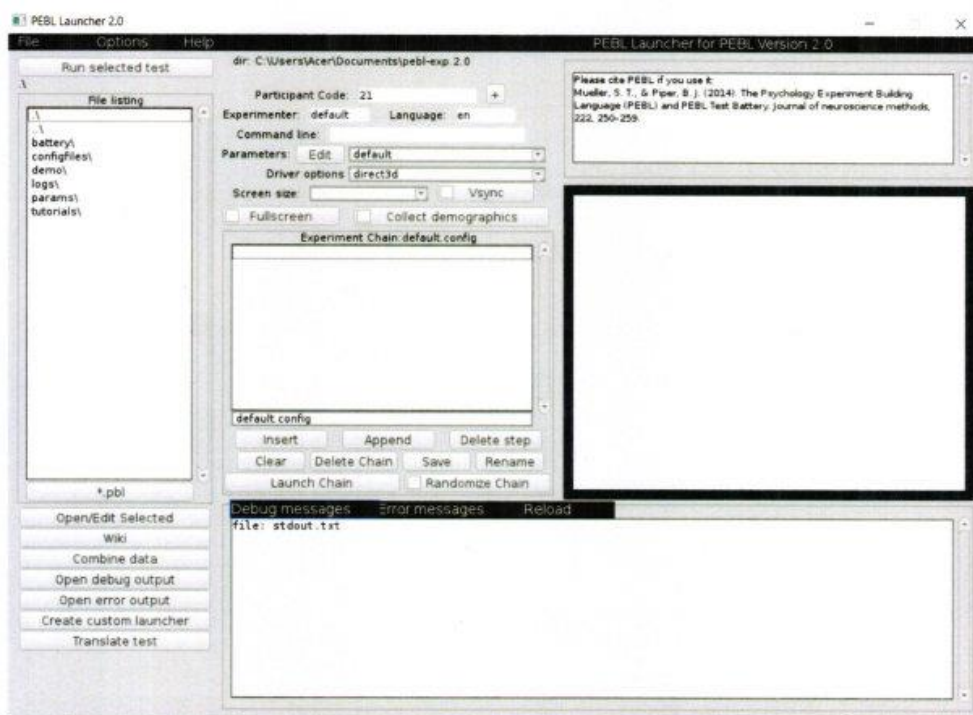 PEBL Launcher 2.0
File Options Help
PEBL Launcher for PEBL Version 2.0
Run selected test
.\
File listing
.\
..\
battery\
configfiles\
demo\
logs\
params\
tutorials\
*.pbl
Open/Edit Selected
Wiki
Combine data
Open debug output
Open error output
Create custom launcher
Translate test
dir: C:\Users\Acer\Documents\pebl-exp.2.0
Participant Code: 21 +
Experimenter: default Language: en
Command line:
Parameters: Edit default
Driver options: direct3d
Screen size: Vsync
Fullscreen Collect demographics
Experiment Chain:default.config
default.config
Insert Append Delete step
Clear Delete Chain Save Rename
Launch Chain Randomize Chain
Please cite PEBL if you use it:
Mueller, S. T., & Piper, B. J. (2014). The Psychology Experiment Building
Language (PEBL) and PEBL Test Battery. Journal of neuroscience methods,
222, 250-259.
Debug messages Error messages Reload
file: stdout.txt